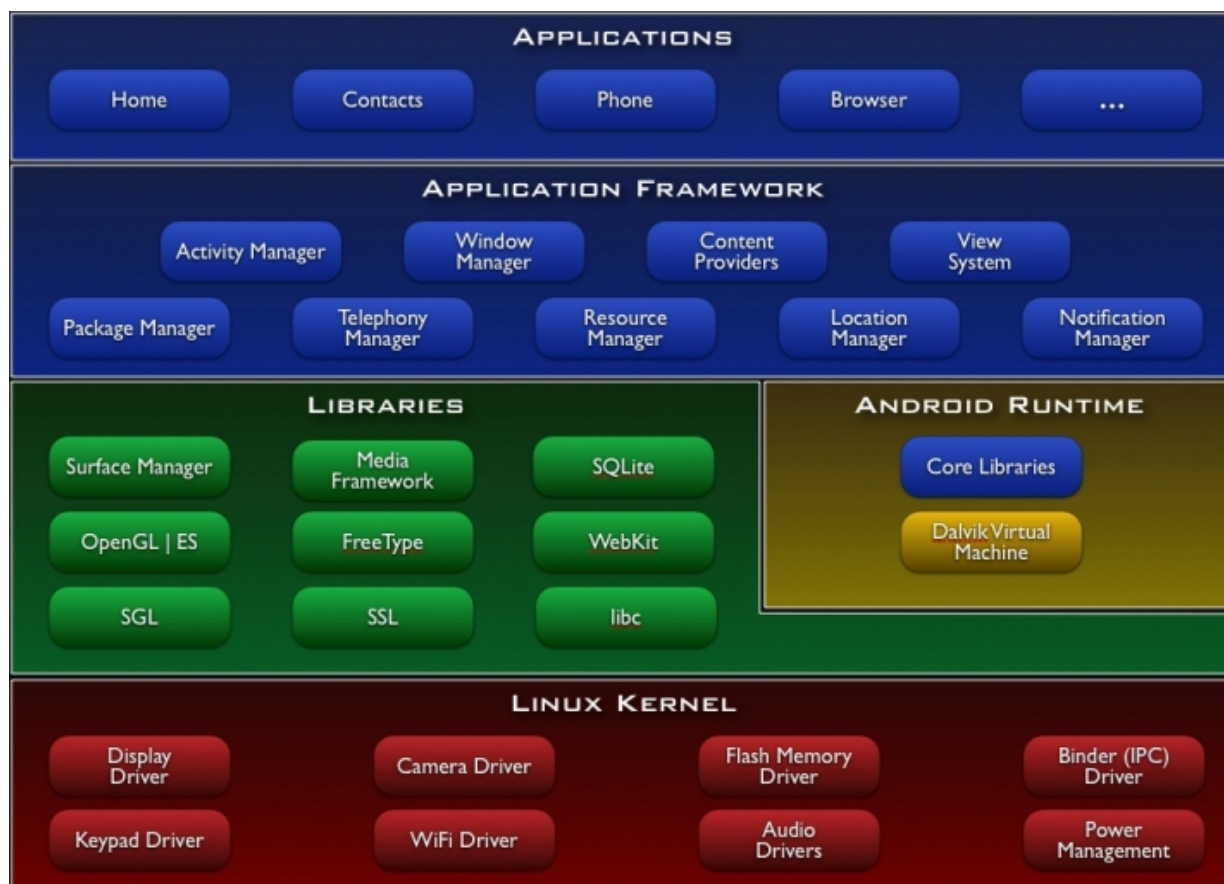 APPLICATIONS
Home
Contacts
Phone
Browser
...
APPLICATION FRAMEWORK
Activity Manager
Window
Manager
Content
Providers
View
System
Package Manager
Telephony
Manager
Resource
Manager
Location
Manager
Notification
Manager
LIBRARIES
Surface Manager
Media
Framework
SQLite
OpenGL | ES
FreeType
WebKit
SGL
SSL
libc
ANDROID RUNTIME
Core Libraries
Dalvik Virtual
Machine
LINUX KERNEL
Display
Driver
Camera Driver
Flash Memory
Driver
Binder (IPC)
Driver
Keypad Driver
WiFi Driver
Audio
Drivers
Power
Management